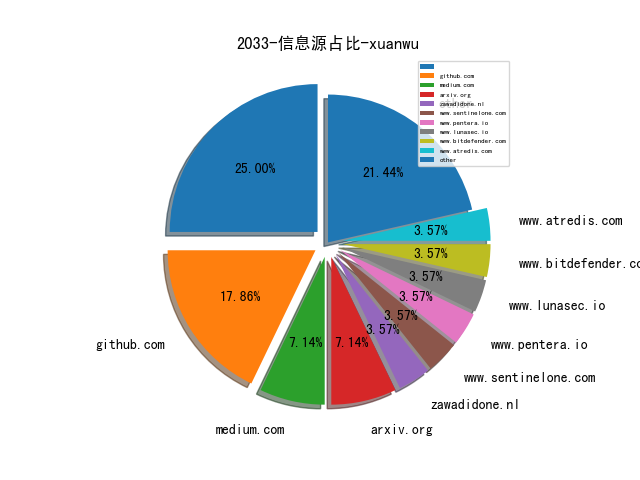 2033-信息源占比-xuanwu
github.com
medium.com
arxiv.org
zawadidone.nl
www.sentinelone.com
www.pentera.io
www.lunasec.io
www.bitdefender.com
www.atredis.com
other
25.00%
21.44%
3.57%
www.atredis.com
3.57%
www.bitdefender.co
3.57%
www.lunasec.io
3.57%
www.pentera.io
3.57%
www.sentinelone.com
3.57%
zawadidone.nl
17.86%
github.com
7.14%
medium.com
7.14%
arxiv.org